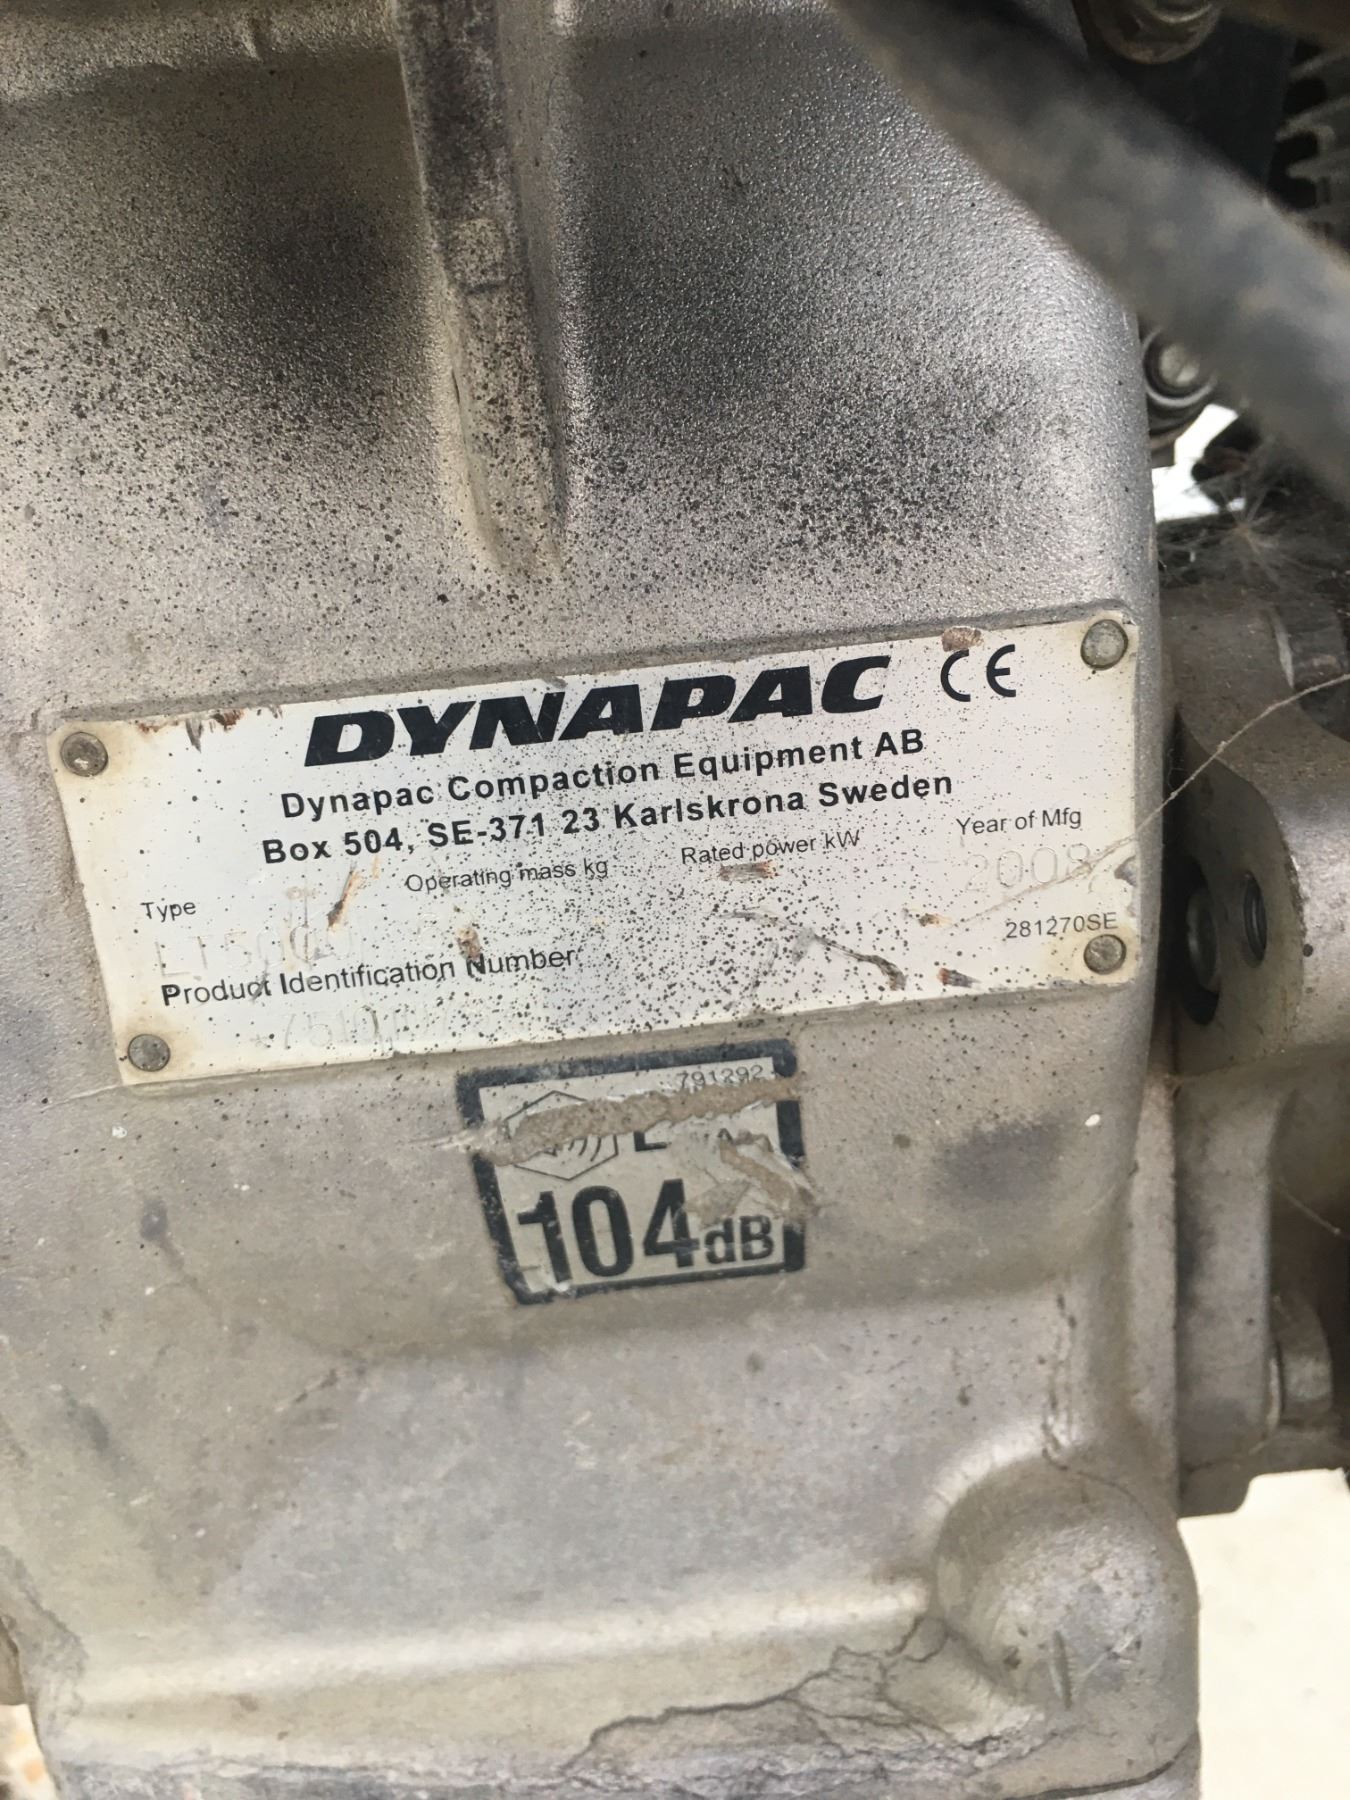 DYNAPAC CE
Dynapac Compaction Equipment AB
Box 504, SE-371 23 Karlskrona Sweden
Type Operating mass kg Rated power kW Year of Mfg
2008
281270SE
Product Identification Number
791292
104dB